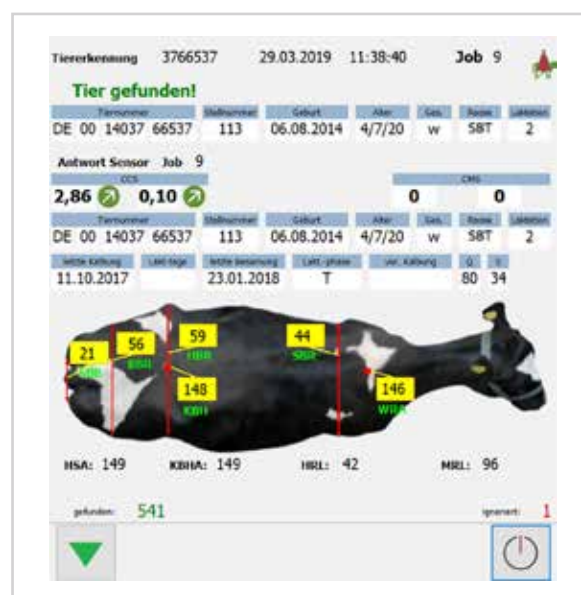 Tiererkennung 3766537 29.03.2019 11:38:40 Job 9
Tier gefunden!
Tiernummer Stallnummer Geburt Alter Ges. Rasse Laktation
DE 00 14037 66537 113 06.08.2014 4/7/20 w SBT 2
Antwort Sensor Job 9
CCS CMS
2,86 0,10 0 0
Tiernummer Stallnummer Geburt Alter Ges. Rasse Laktation
DE 00 14037 66537 113 06.08.2014 4/7/20 w SBT 2
letzte Kalbung Lakt-tage letzte Besamung Lakt.-phase Kalbung
11.10.2017 23.01.2018 T 80 34
21 56 59 44
HBR SBR
148 146
KBH WRH
HSA: 149 KBHA: 149 HRL: 42 MRL: 96
gefunden: 541 ignoriert: 1